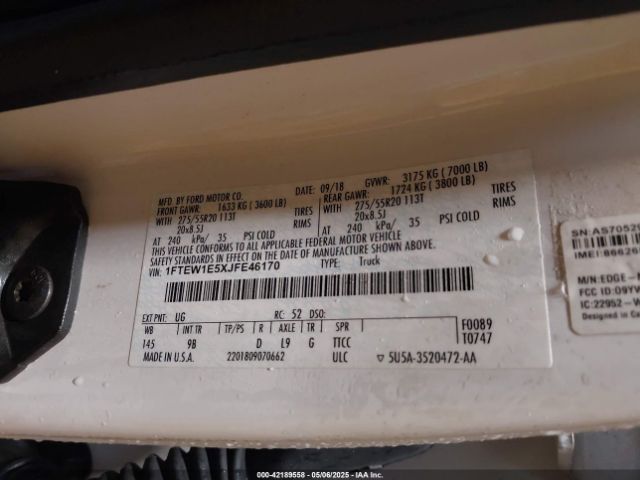 MFD. BY FORD MOTOR CO.
DATE: 09/18 GVWR: 3175 KG ( 7000 LB)
FRONT GAWR: 1633 KG ( 3600 LB) REAR GAWR: 1724 KG ( 3800 LB)
WITH 275/55R20 113T TIRES WITH 275/55R20 113T TIRES
20x8.5J RIMS 20x8.5J RIMS
AT 240 kPa/ 35 PSI COLD AT 240 kPa/ 35 PSI COLD
THIS VEHICLE CONFORMS TO ALL APPLICABLE FEDERAL MOTOR VEHICLE
SAFETY STANDARDS IN EFFECT ON THE DATE OF MANUFACTURE SHOWN ABOVE.
VIN: 1FTEW1E5XJFE46170 TYPE: Truck
EXT PNT: UG RC: 52 DSO: F0089
WB INT TR TP/PS R AXLE TR SPR T0747
145 9B D L9 G TTCC
MADE IN U.S.A. 2201809070662 ULC 5U5A-3520472-AA
SN:AS7052
IMEI:86626
M/N:EDGE-
FCC ID:O9YV
IC:22952-V
Designed in Ca
000-42189558 - 05/06/2025 - IAA Inc.